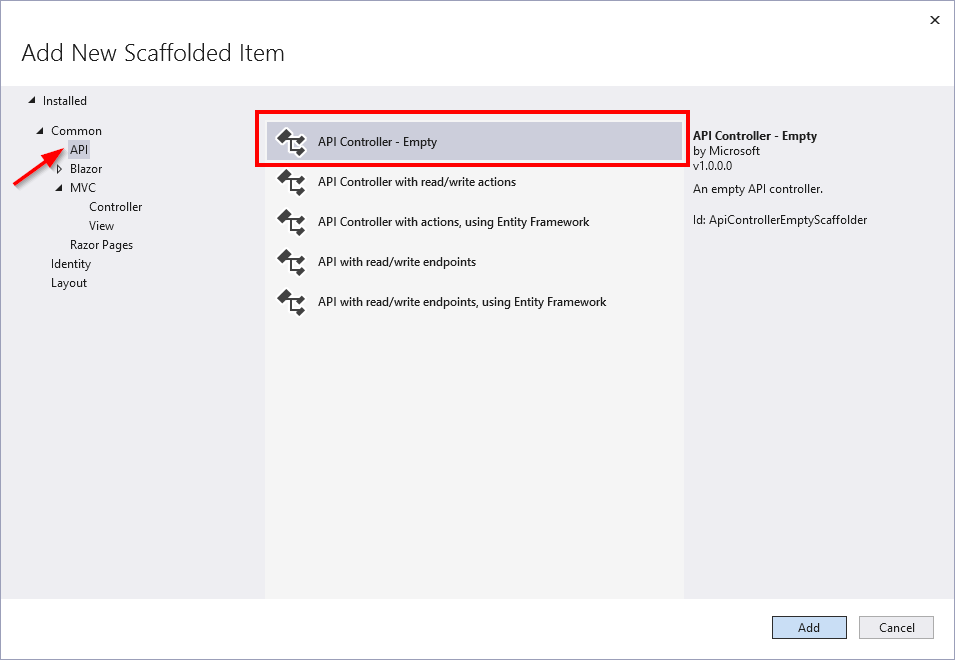 Add New Scaffolded Item
Installed
Common
API
Blazor
MVC
Controller
View
Razor Pages
Identity
Layout
API Controller - Empty
API Controller with read/write actions
API Controller with actions, using Entity Framework
API with read/write endpoints
API with read/write endpoints, using Entity Framework
API Controller - Empty
by Microsoft
v1.0.0.0
An empty API controller.
Id: ApiControllerEmptyScaffolder
Add
Cancel